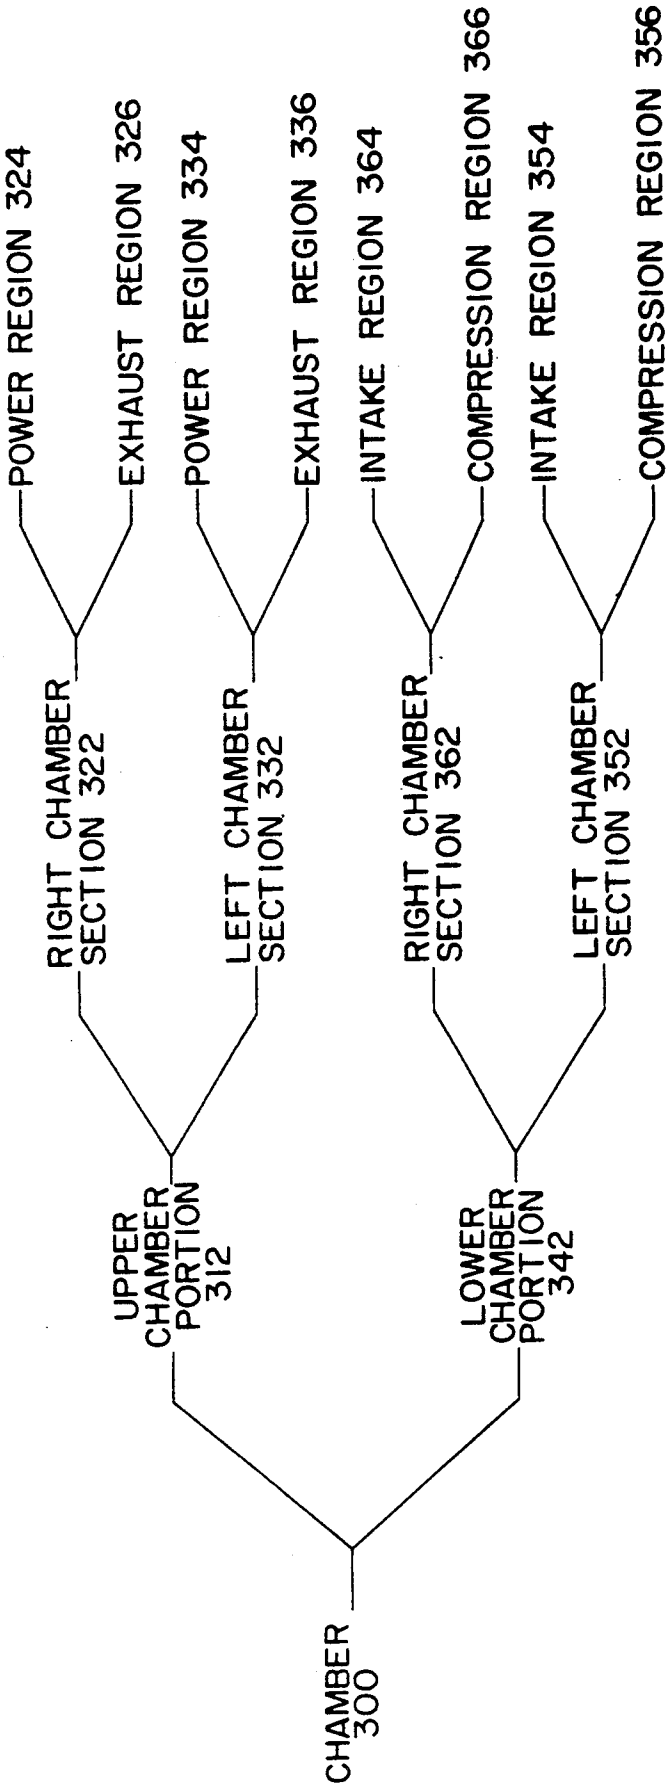 CHAMBER
300
UPPER
CHAMBER
PORTION
312
LOWER
CHAMBER
PORTION
342
RIGHT CHAMBER
SECTION 322
LEFT CHAMBER
SECTION 332
RIGHT CHAMBER
SECTION 362
LEFT CHAMBER
SECTION 352
POWER REGION 324
EXHAUST REGION 326
POWER REGION 334
EXHAUST REGION 336
INTAKE REGION 364
COMPRESSION REGION 366
INTAKE REGION 354
COMPRESSION REGION 356